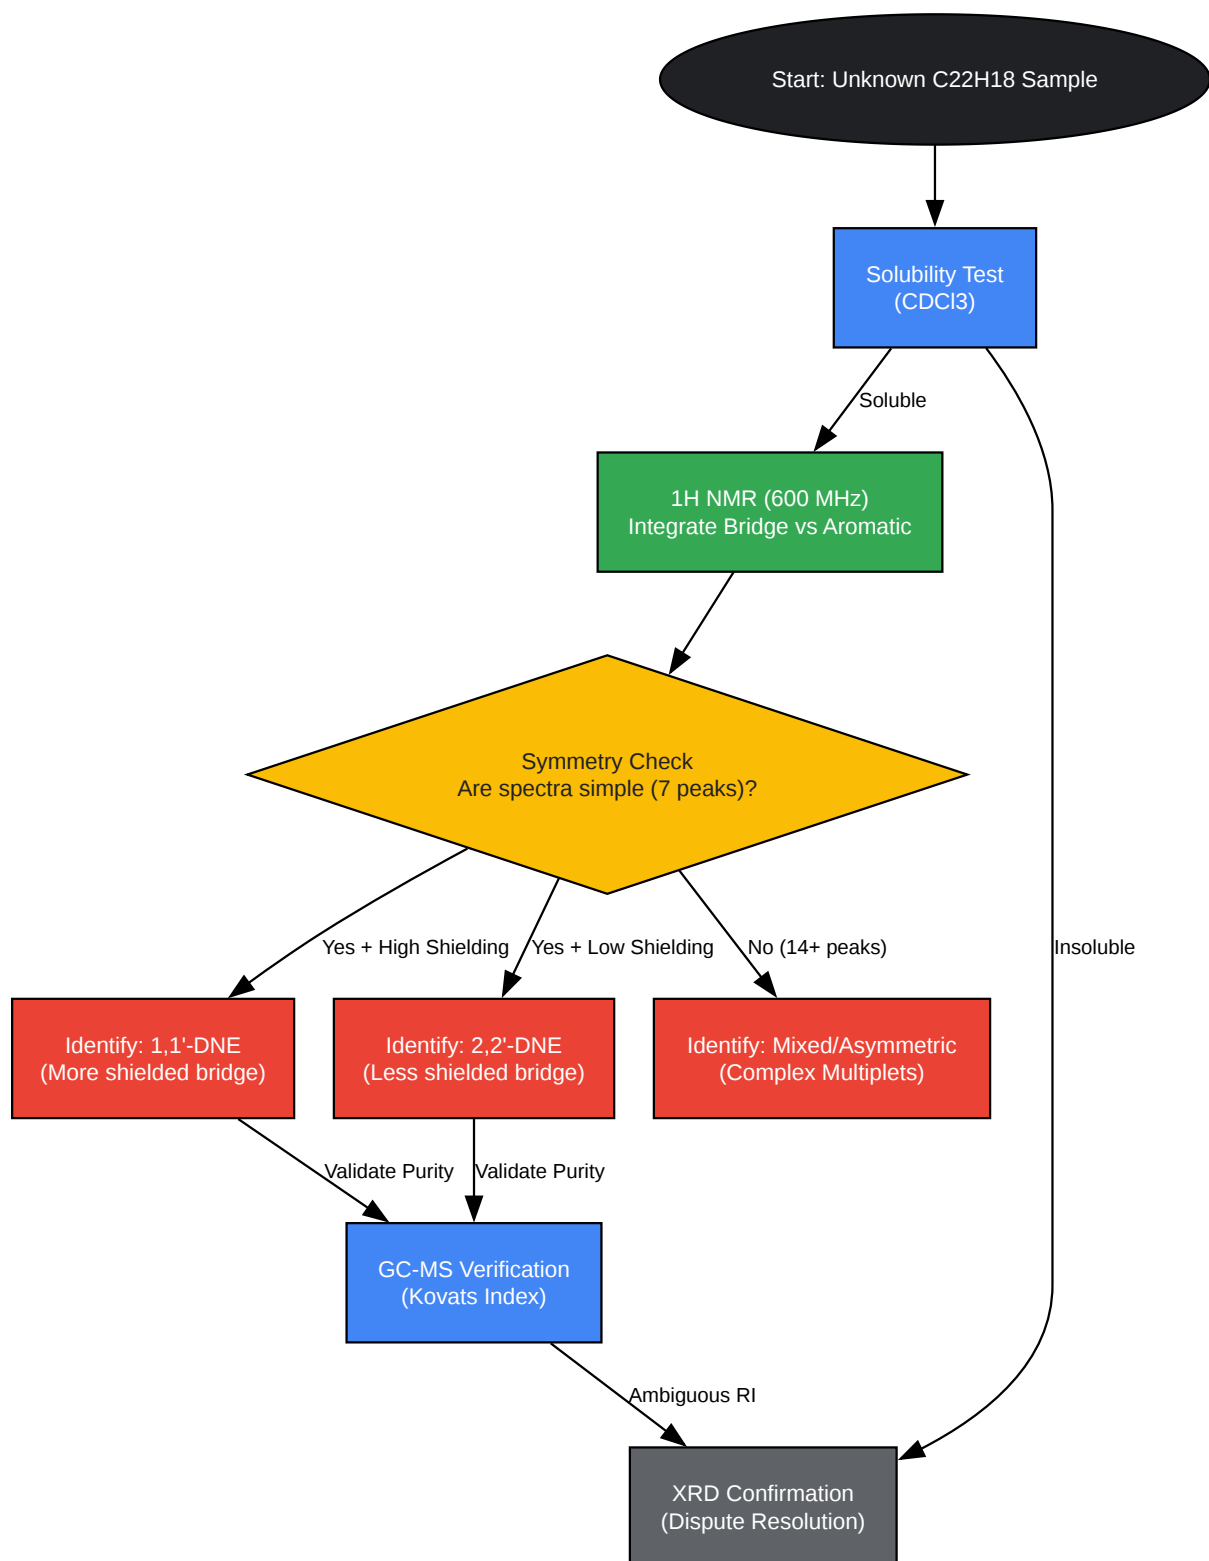 Start: Unknown C22H18 Sample
Solubility Test
(CDCl3)
Soluble
1H NMR (600 MHz)
Integrate Bridge vs Aromatic
Symmetry Check
Are spectra simple (7 peaks)?
Yes + High Shielding
Yes + Low Shielding
No (14+ peaks)
Insoluble
Identify: 1,1'-DNE
(More shielded bridge)
Identify: 2,2'-DNE
(Less shielded bridge)
Identify: Mixed/Asymmetric
(Complex Multiplets)
Validate Purity
Validate Purity
GC-MS Verification
(Kovats Index)
Ambiguous RI
XRD Confirmation
(Dispute Resolution)